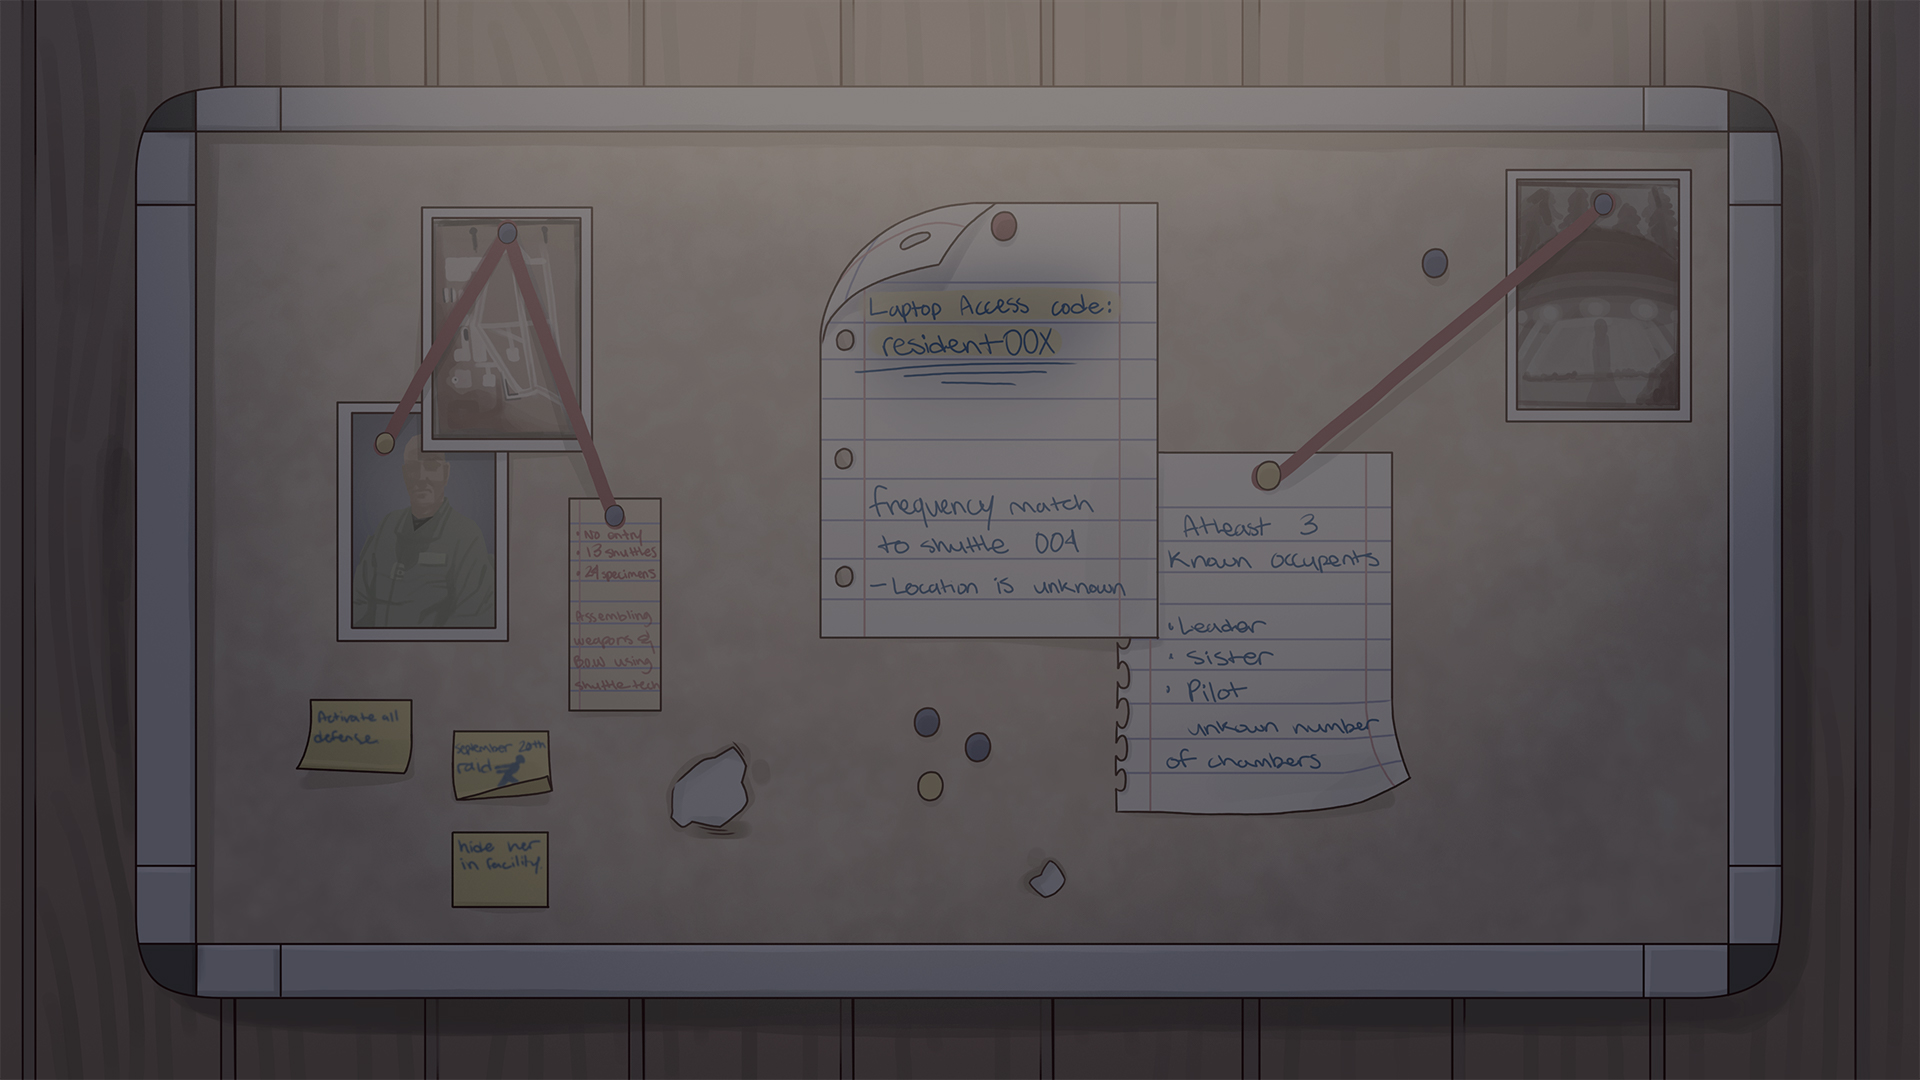 Laptop Access code:
resident00X
frequency match
to shuttle 004
- Location is unknown
AtLeast 3
Known occupents
• Leader
• Sister
• Pilot
unkown number
of chambers
• No entry
• 13 shuttles
• 24 specimens
Assembling
weapons &
BOW using
shuttle tech
Activate all
defense.
September 20th
raid
hide her
in facility.